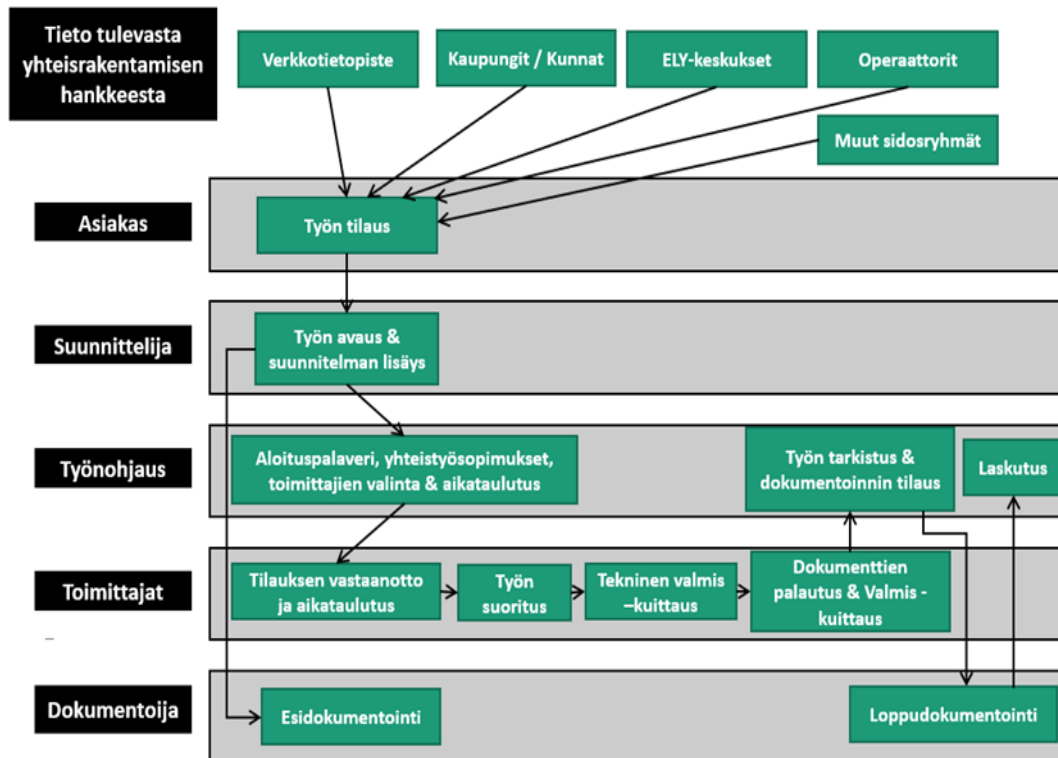 Tieto tulevasta
yhteisrakentamisen
hankkeesta
Verkkotietopiste
Kaupungit / Kunnat
ELY-keskukset
Operaattorit
Muut sidosryhmät
Asiakas
Työn tilaus
Suunnittelija
Työn avaus &
suunnitelman lisäys
Työnohjaus
Aloituspalaveri, yhteistyösopimukset,
toimittajien valinta & aikataulutus
Työn tarkistus &
dokumentoinnin tilaus
Laskutus
Toimittajat
Tilauksen vastaanotto
ja aikataulutus
Työn
suoritus
Tekninen valmis
–kuittaus
Dokumenttien
palautus & Valmis -
kuittaus
Dokumentoija
Esidokumentointi
Loppudokumentointi